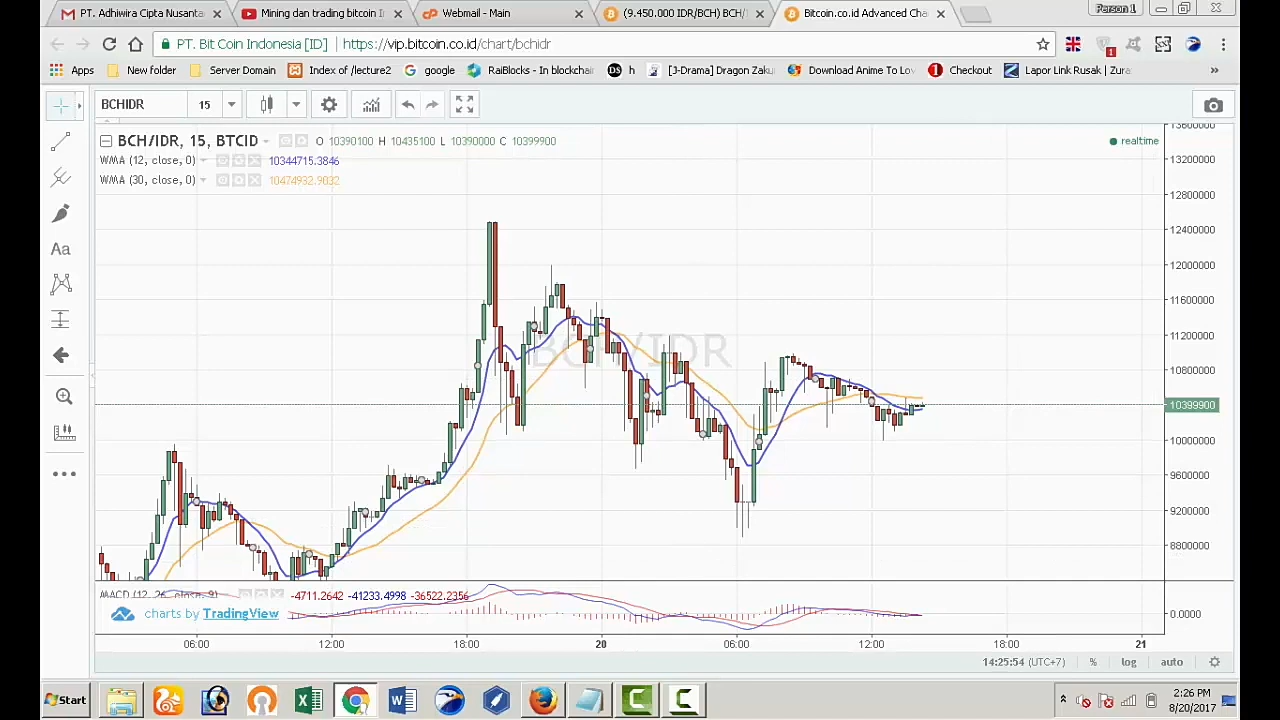 PT. Adhiwira Cipta Nusanta
Mining dan trading bitcoin I
Webmail - Main
(9.450.000 IDR/BCH) BCH/
Bitcoin.co.id Advanced Cha
Person 1
PT. Bit Coin Indonesia [ID] https://vip.bitcoin.co.id/chart/bchidr
1
Apps New folder Server Domain Index of /lecture2 google RaiBlocks - In blockchai h [J-Drama] Dragon Zaku Download Anime To Lov Checkout Lapor Link Rusak | Zura »
BCHIDR 15
BCH/IDR, 15, BTCID O 10390100 H 10435100 L 10390000 C 10399900 realtime
WMA (12, close, 0) 10344715.3846
WMA (30, close, 0) 10474932.9032
BCH/IDR
Aa
13600000
13200000
12800000
12400000
12000000
11600000
11200000
10800000
10399900
10000000
9600000
9200000
8800000
MACD (12, 26, close, 9) -4711.2642 -41233.4998 -36522.2356
charts by TradingView
0.0000
06:00 12:00 18:00 20 06:00 12:00 18:00 21
14:25:54 (UTC+7) % log auto
Start
2:26 PM
8/20/2017